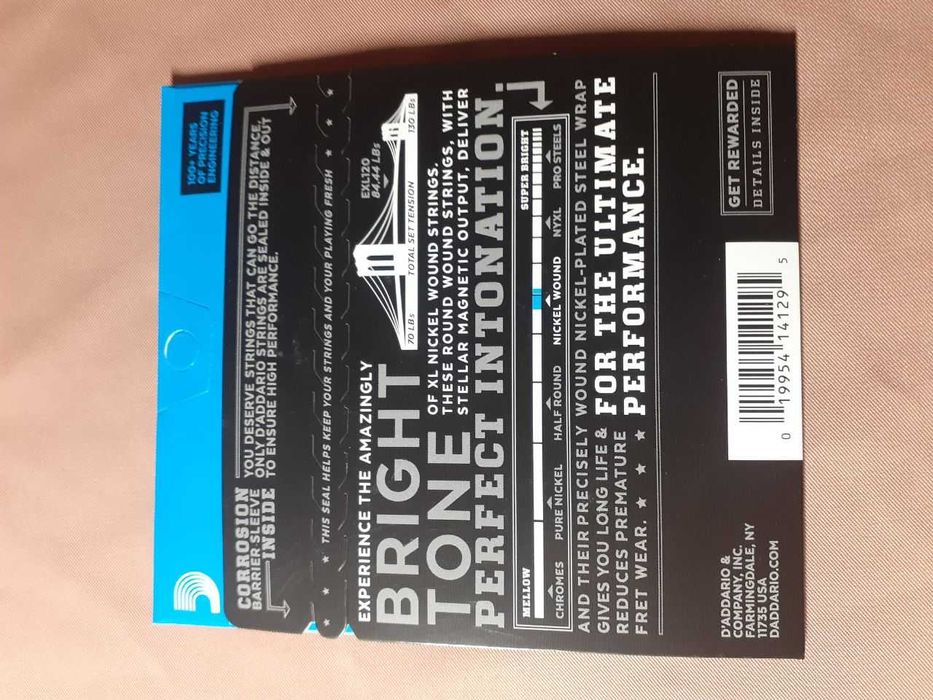 100+ YEARS
OF PRECISION
ENGINEERING
CORROSION
BARRIER SLEEVE
INSIDE
YOU DESERVE STRINGS THAT CAN GO THE DISTANCE.
ONLY D'ADDARIO STRINGS ARE SEALED INSIDE & OUT
TO ENSURE HIGH PERFORMANCE.
★ ★ THIS SEAL HELPS KEEP YOUR STRINGS AND YOUR PLAYING FRESH ★ ★
EXPERIENCE THE AMAZINGLY
BRIGHT
TONE
EXL120
84.44 LBs
70 LBs TOTAL SET TENSION 130 LBs
OF XL NICKEL WOUND STRINGS.
THESE ROUND WOUND STRINGS, WITH
STELLAR MAGNETIC OUTPUT, DELIVER
PERFECT INTONATION.
MELLOW SUPER BRIGHT
CHROMES PURE NICKEL HALF ROUND NICKEL WOUND NYXL PRO STEELS
AND THEIR PRECISELY WOUND NICKEL-PLATED STEEL WRAP
GIVES YOU LONG LIFE &
REDUCES PREMATURE
FRET WEAR. ★ ★ ★
FOR THE ULTIMATE
PERFORMANCE.
D'ADDARIO &
COMPANY, INC.
FARMINGDALE, NY
11735 USA
DADDARIO.COM
0 19954 14129 5
GET REWARDED
DETAILS INSIDE